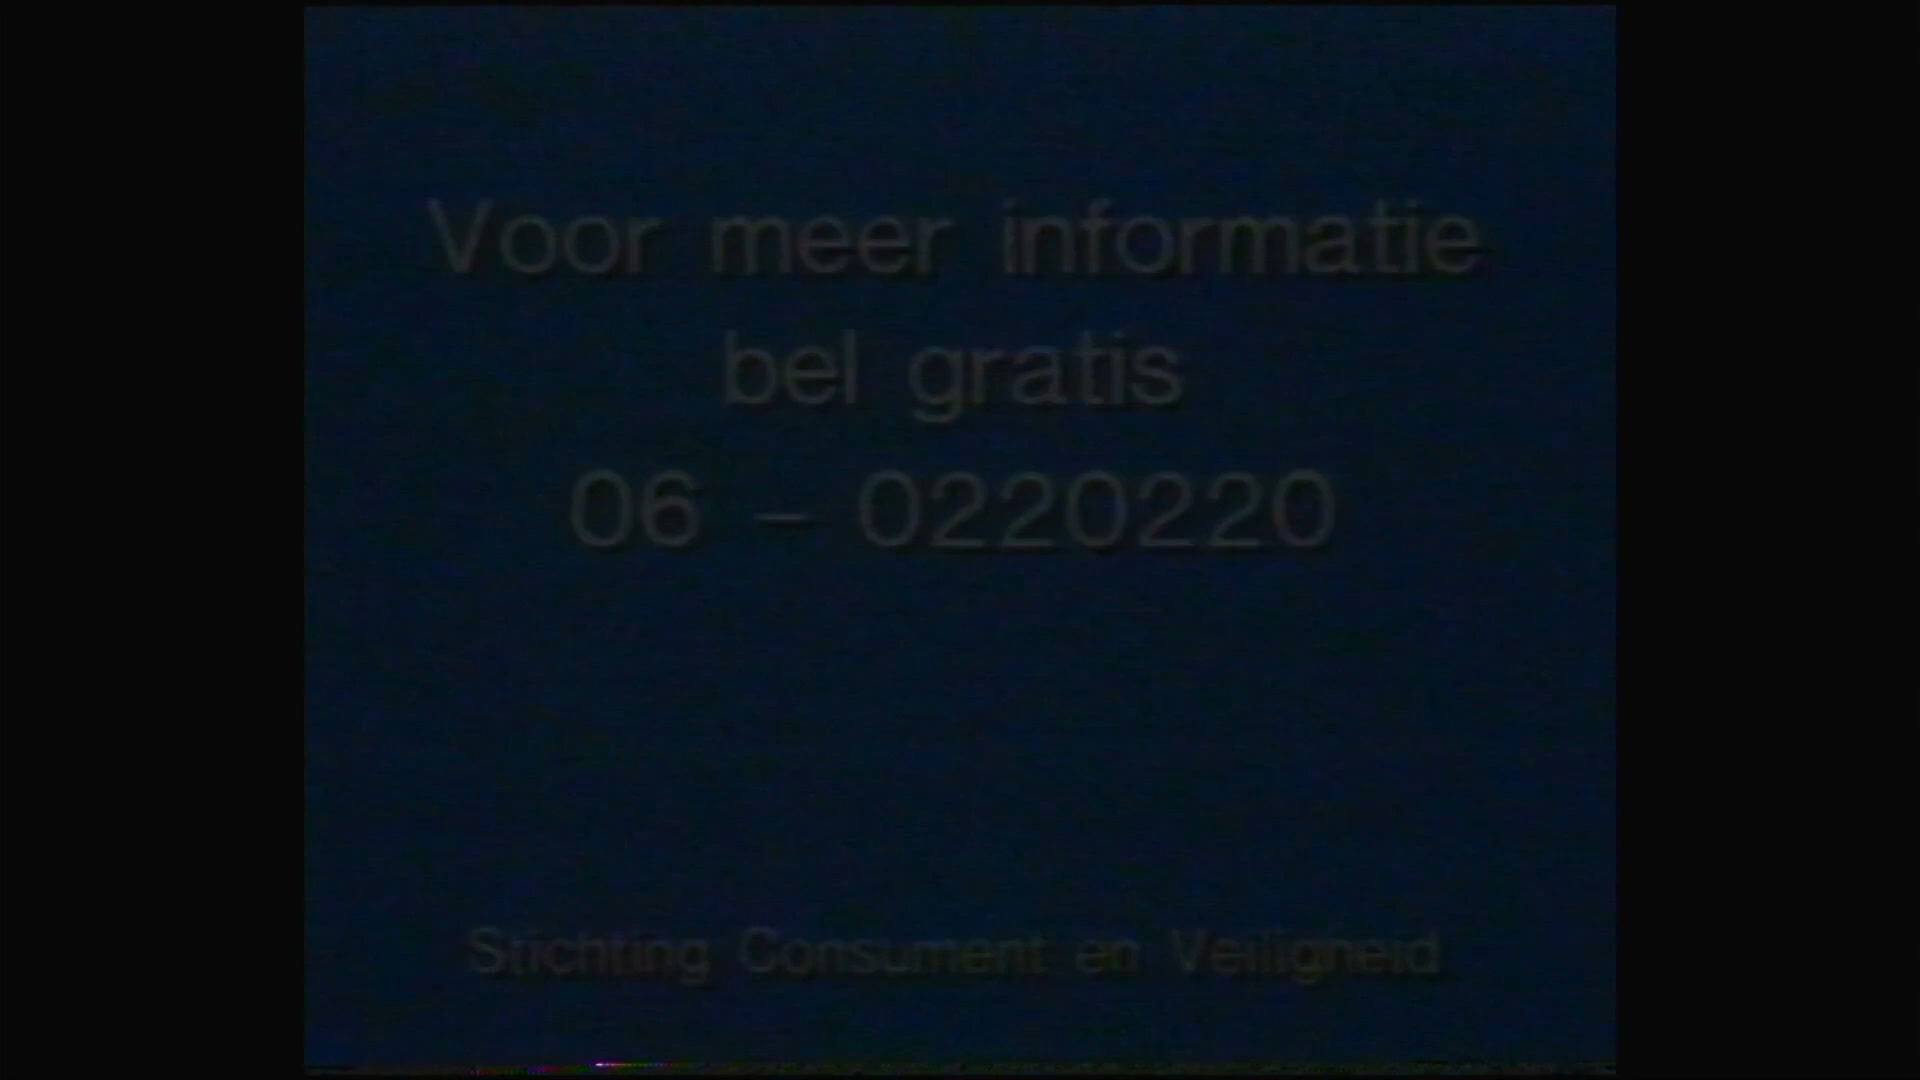 Voor meer informatie
bel gratis
06 - 0220220
Stichting Consument en Veiligheid